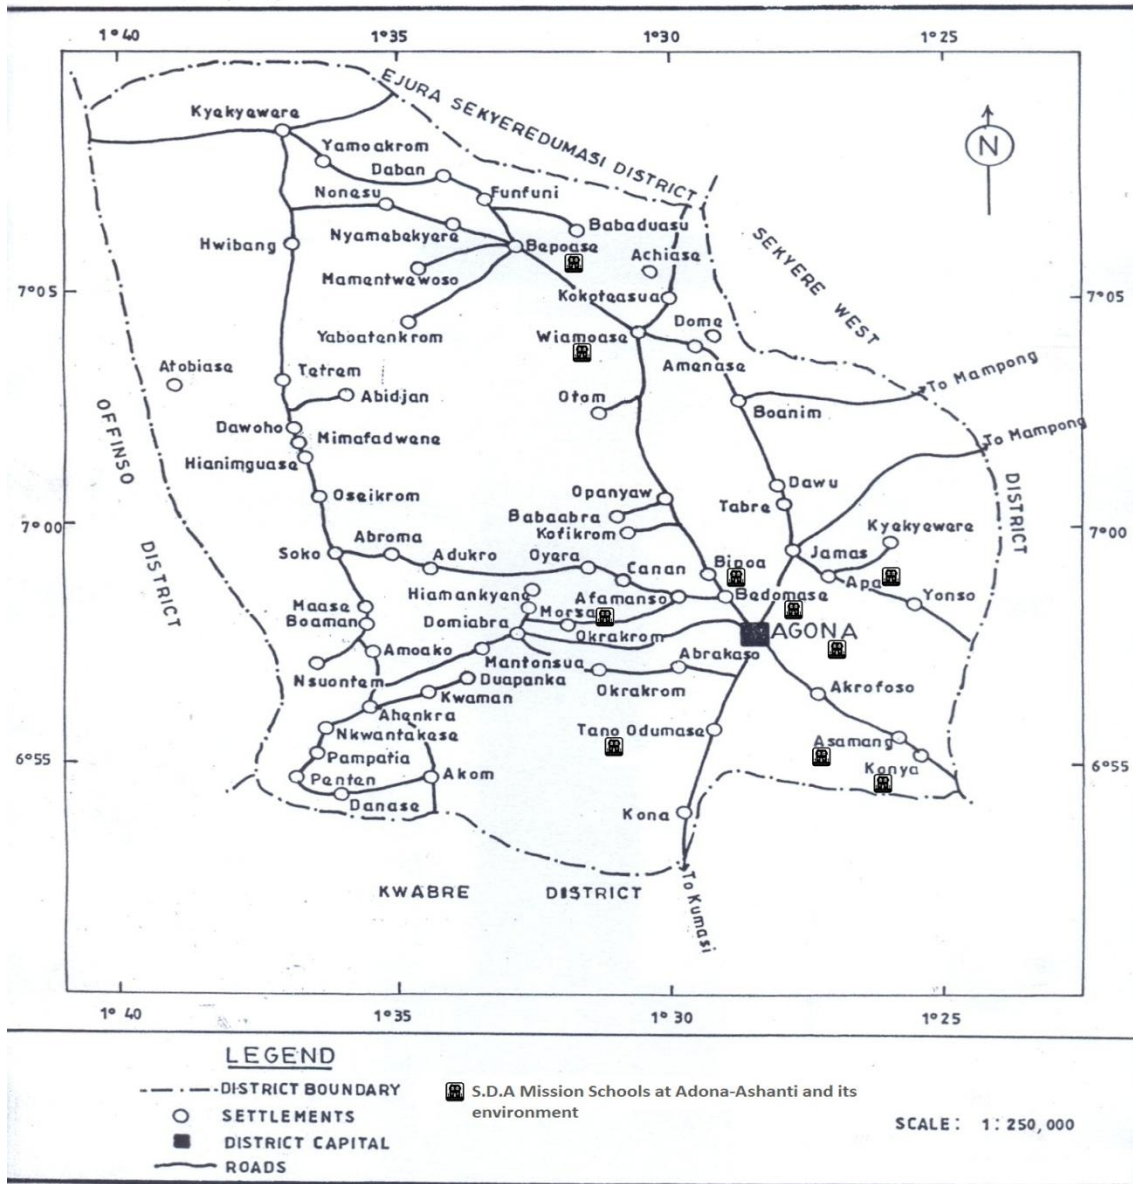 1° 40
1° 35
1° 30
1° 25
EJURA SEKYEREDUMASI DISTRICT
Kyekyewere
Yamoakrom
N
Daban
Nonesu
Funfuni
Babaduasu
Nyamebekyere
Bepoase
Hwibang
Achiase
SEKYERE WEST
Mamentwewoso
7°05
7°05
Kokoteasua
Yaboatenkrom
Wiamoase
Dome
Amenase
Atobiase
Tetrem
To Mampong
Abidjan
Otom
Boanim
OFFINSO
Dawoho
Mimafadwene
To Mampong
Hianimguase
DISTRICT
Oseikrom
Opanyaw
Dawu
Tabre
Babaabra
Kyekyewere
7°00
7°00
Kofikrom
DISTRICT
Abroma
Soko
Adukro
Oyera
Jamas
Canan
Bipoa
Apa
Hiamankyene
Afamanso
Bedomase
Yonso
Maase
Morsa
Boaman
Domiabra
Okrakrom
AGONA
Amoako
Abrakaso
Mantonsua
Nsuontem
Duapanka
Okrakrom
Akrofoso
Kwaman
Ahenkra
Nkwantakese
Tano Odumase
Asamang
Pampatia
6°55
6°55
Konya
Penten
Akom
Danase
Kona
KWABRE DISTRICT
To Kumasi
1° 40
1° 35
1° 30
1° 25
LEGEND
DISTRICT BOUNDARY
SETTLEMENTS
DISTRICT CAPITAL
ROADS
S.D.A Mission Schools at Adona-Ashanti and its
environment
SCALE: 1:250,000